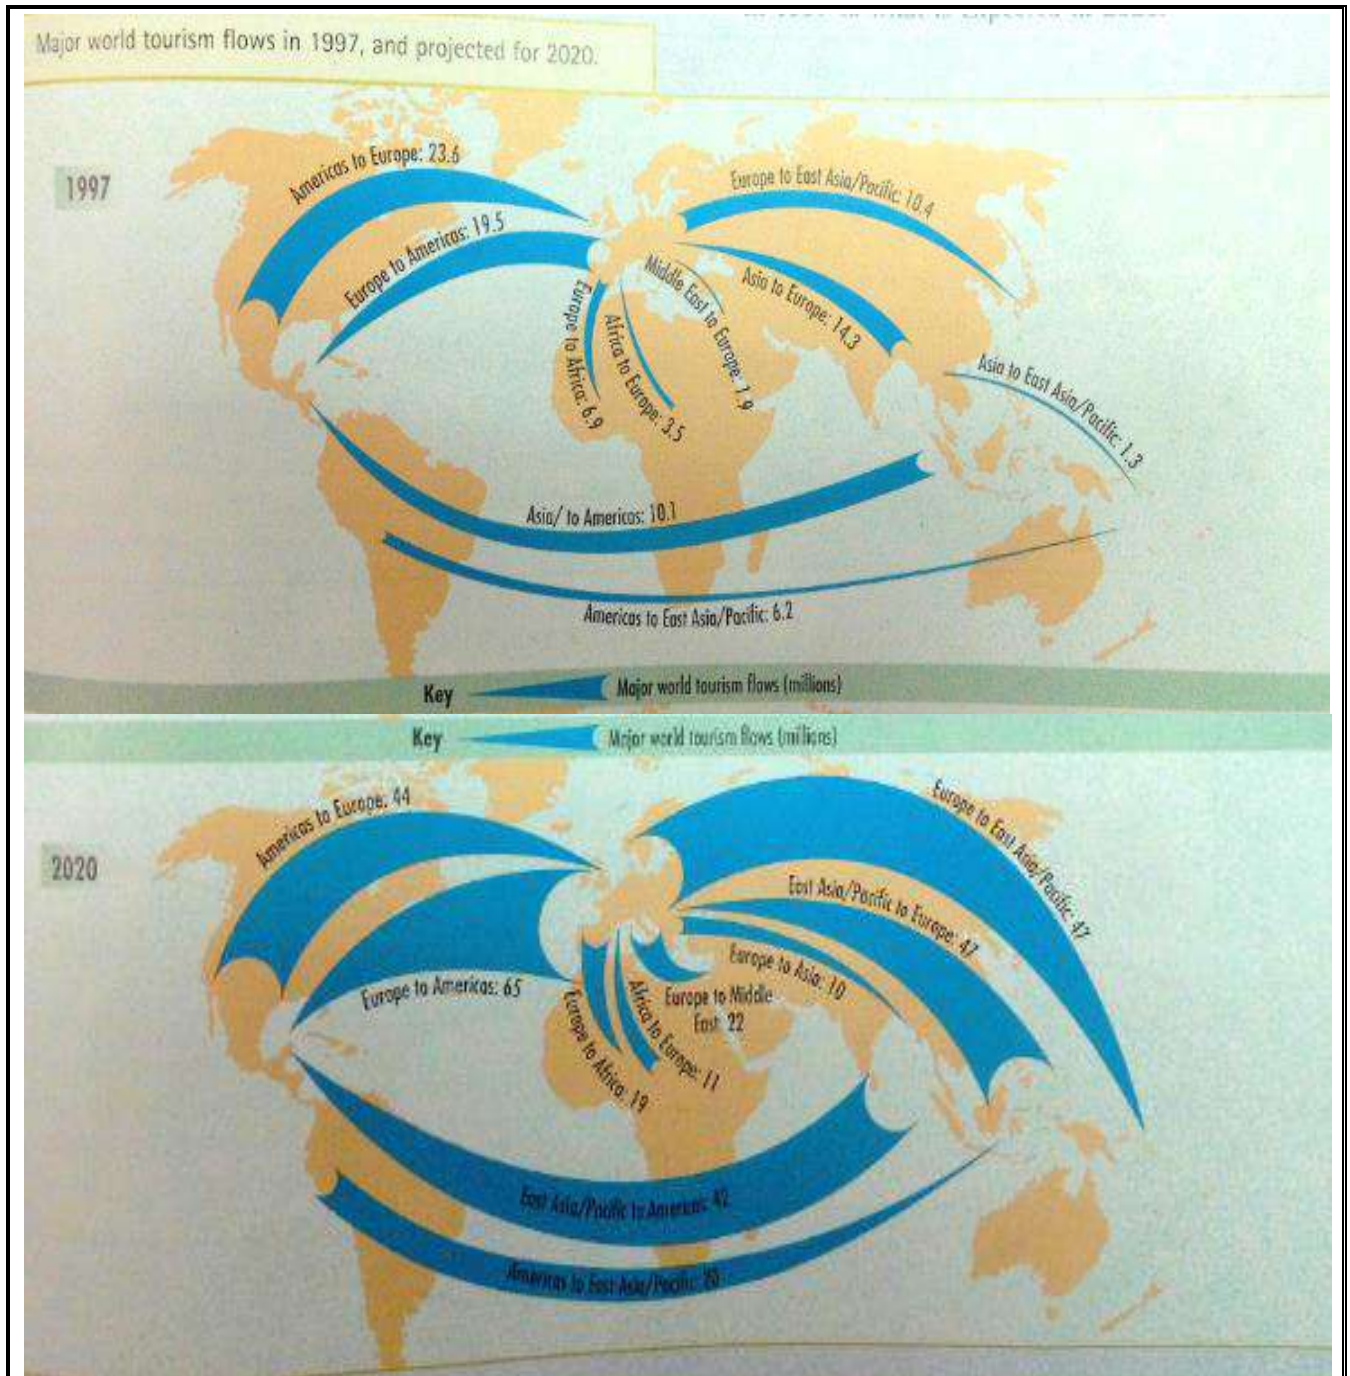 Major world tourism flows in 1997, and projected for 2020.
1997
Americas to Europe: 23.6
Europe to Americas: 19.5
Europe to East Asia/Pacific: 10.4
Asia to Europe: 14.3
Middle East to Europe: 1.9
Europe to Africa: 6.9
Africa to Europe: 3.5
Asia to East Asia/Pacific: 1.3
Asia/ to Americas: 10.1
Americas to East Asia/Pacific: 6.2
Key
Major world tourism flows (millions)
Key
Major world tourism flows (millions)
2020
Americas to Europe: 44
Europe to Americas: 65
Europe to East Asia/Pacific: 47
East Asia/Pacific to Europe: 47
Europe to Asia: 10
Europe to Middle
East: 22
Africa to Europe: 11
Europe to Africa: 19
East Asia/Pacific to Americas: 42
Americas to East Asia/Pacific: 20